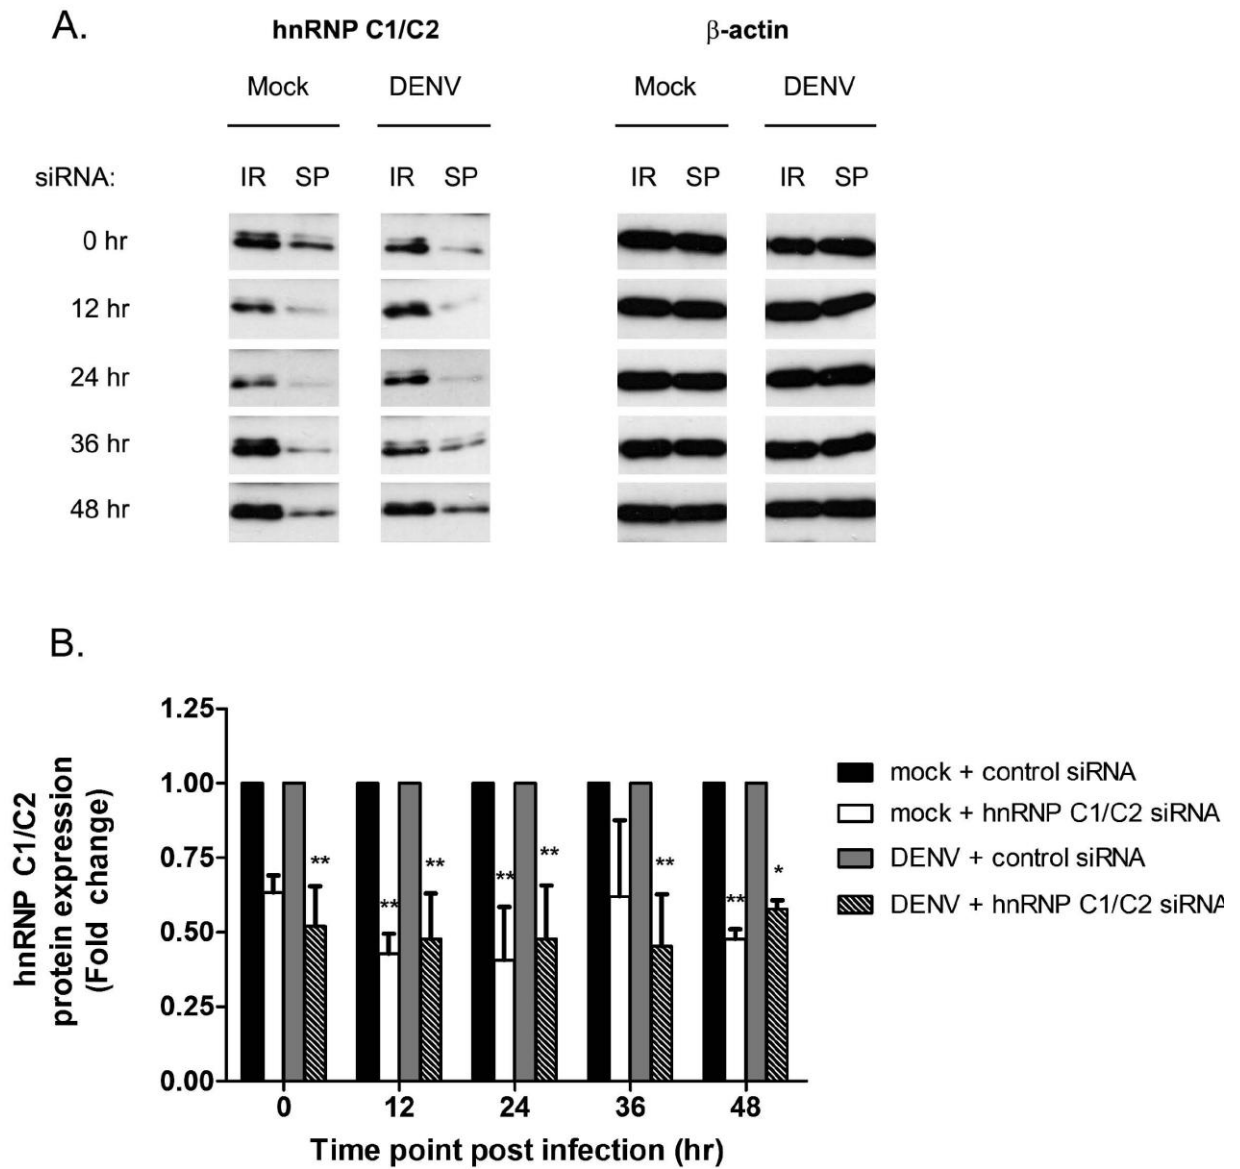 A.
hnRNP C1/C2 β-actin
Mock DENV Mock DENV
siRNA: IR SP IR SP IR SP IR SP
0 hr
12 hr
24 hr
36 hr
48 hr
B.
hnRNP C1/C2
protein expression
(Fold change)
1.25
1.00
0.75
0.50
0.25
0.00
** ** ** ** ** ** ** *
0 12 24 36 48
Time point post infection (hr)
mock + control siRNA
mock + hnRNP C1/C2 siRNA
DENV + control siRNA
DENV + hnRNP C1/C2 siRNA